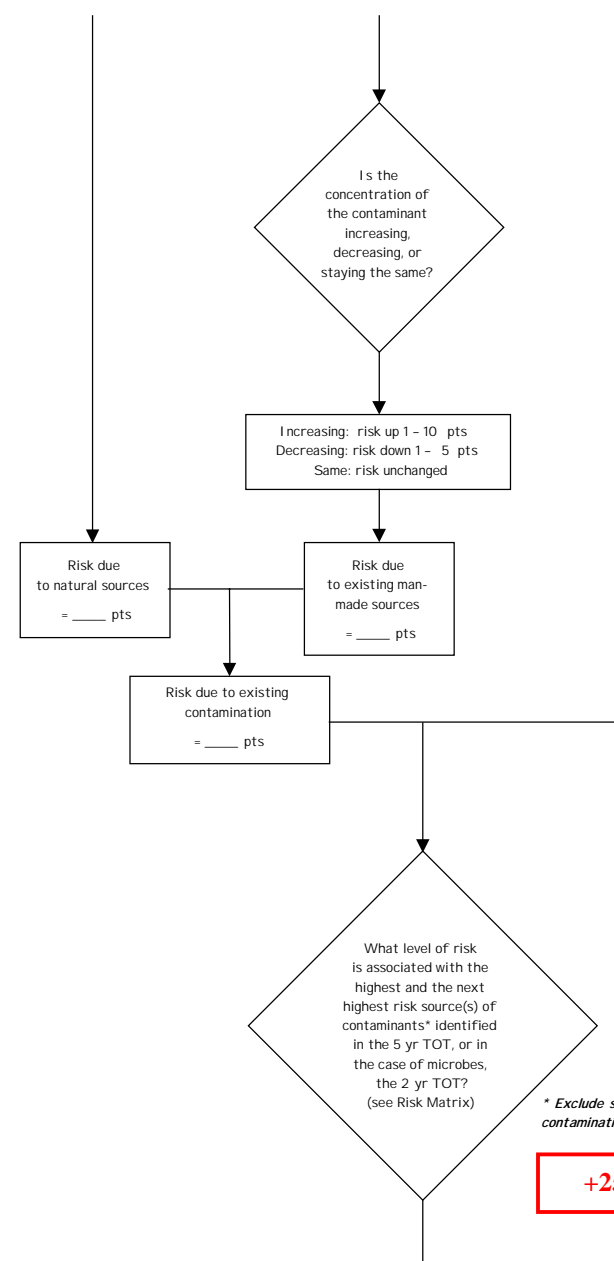 Is the
concentration of
the contaminant
increasing,
decreasing, or
staying the same?
Increasing: risk up 1 – 10 pts
Decreasing: risk down 1 – 5 pts
Same: risk unchanged
Risk due
to natural sources
= _____ pts
Risk due
to existing man-
made sources
= _____ pts
Risk due to existing
contamination
= _____ pts
What level of risk
is associated with the
highest and the next
highest risk source(s) of
contaminants* identified
in the 5 yr TOT, or in
the case of microbes,
the 2 yr TOT?
(see Risk Matrix)
* Exclude